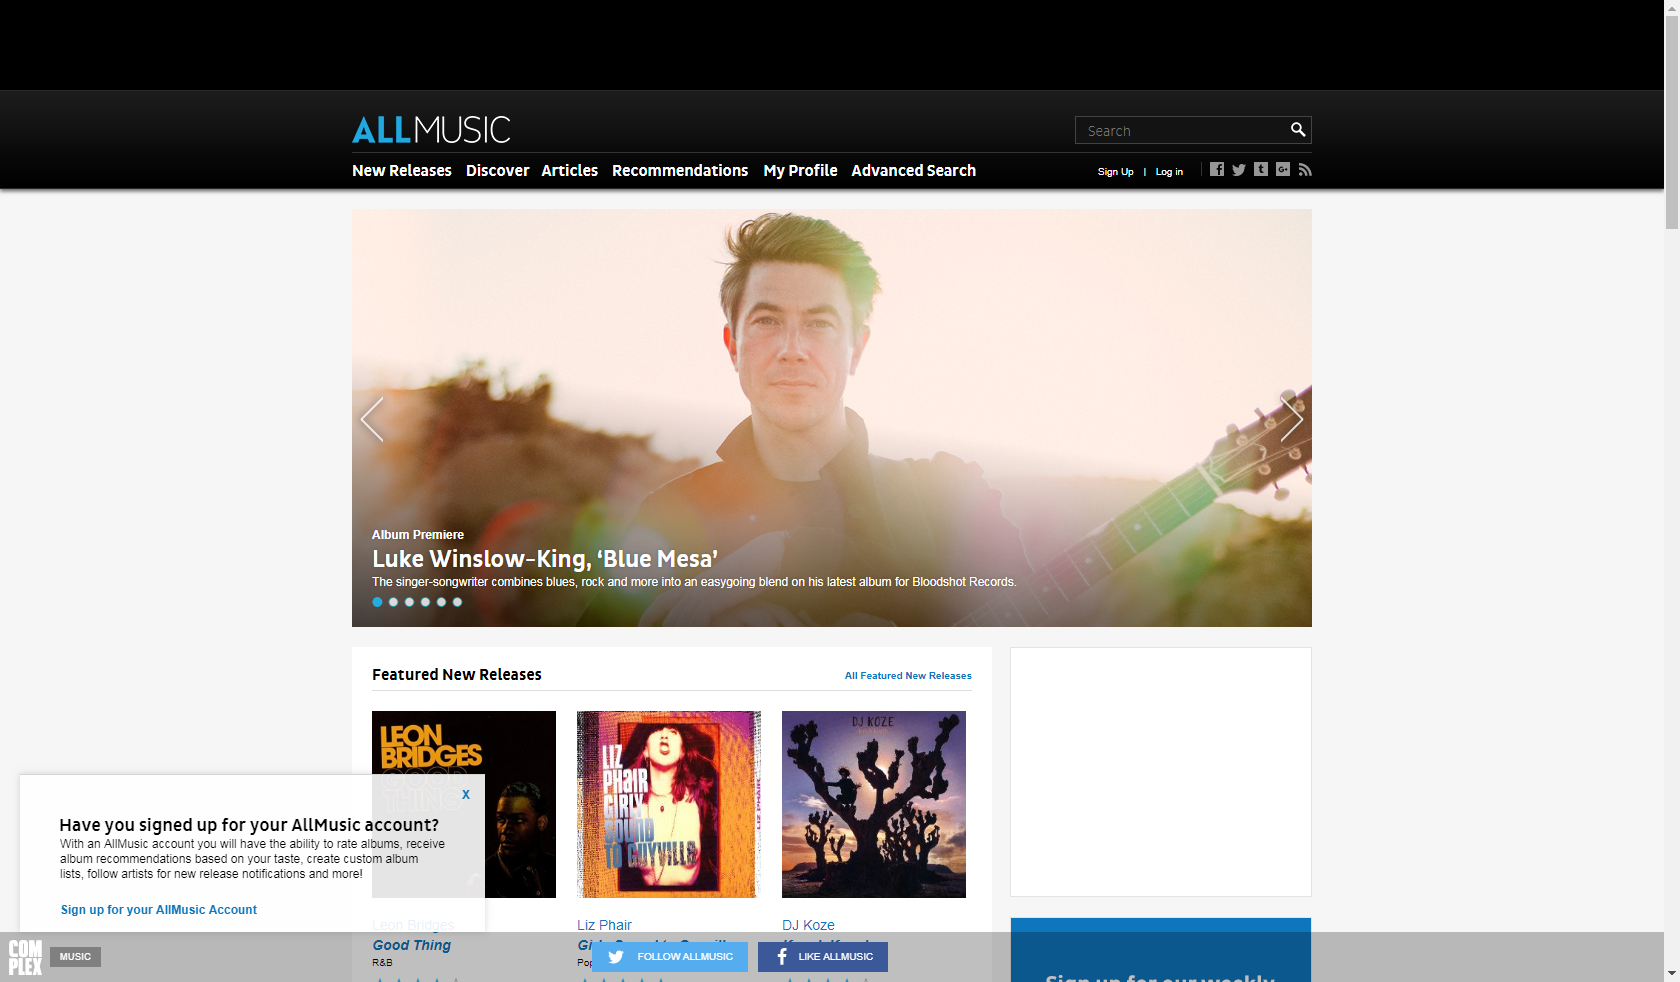 ALLMUSIC
Search
New Releases Discover Articles Recommendations My Profile Advanced Search
Sign Up | Log in
Album Premiere
Luke Winslow-King, ‘Blue Mesa’
The singer-songwriter combines blues, rock and more into an easygoing blend on his latest album for Bloodshot Records.
Featured New Releases
All Featured New Releases
LEON
BRIDGES
GOOD
THING
LIZ
PHAIR
GIRLY
SOUND
TO GUYVILLE
LIZ PHAIR
DJ KOZE
X
Have you signed up for your AllMusic account?
With an AllMusic account you will have the ability to rate albums, receive
album recommendations based on your taste, create custom album
lists, follow artists for new release notifications and more!
Sign up for your AllMusic Account
Leon Bridges
Good Thing
R&B
Liz Phair
DJ Koze
COMPLEX
MUSIC
FOLLOW ALLMUSIC
LIKE ALLMUSIC
Sign up for our weekly